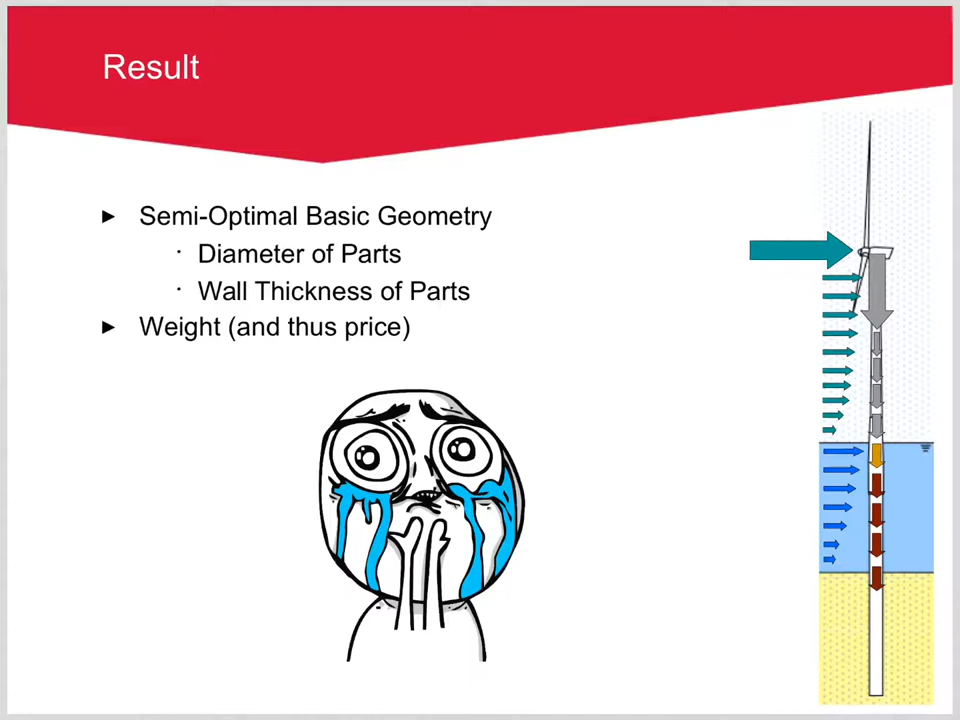 Result
► Semi-Optimal Basic Geometry
· Diameter of Parts
· Wall Thickness of Parts
► Weight (and thus price)